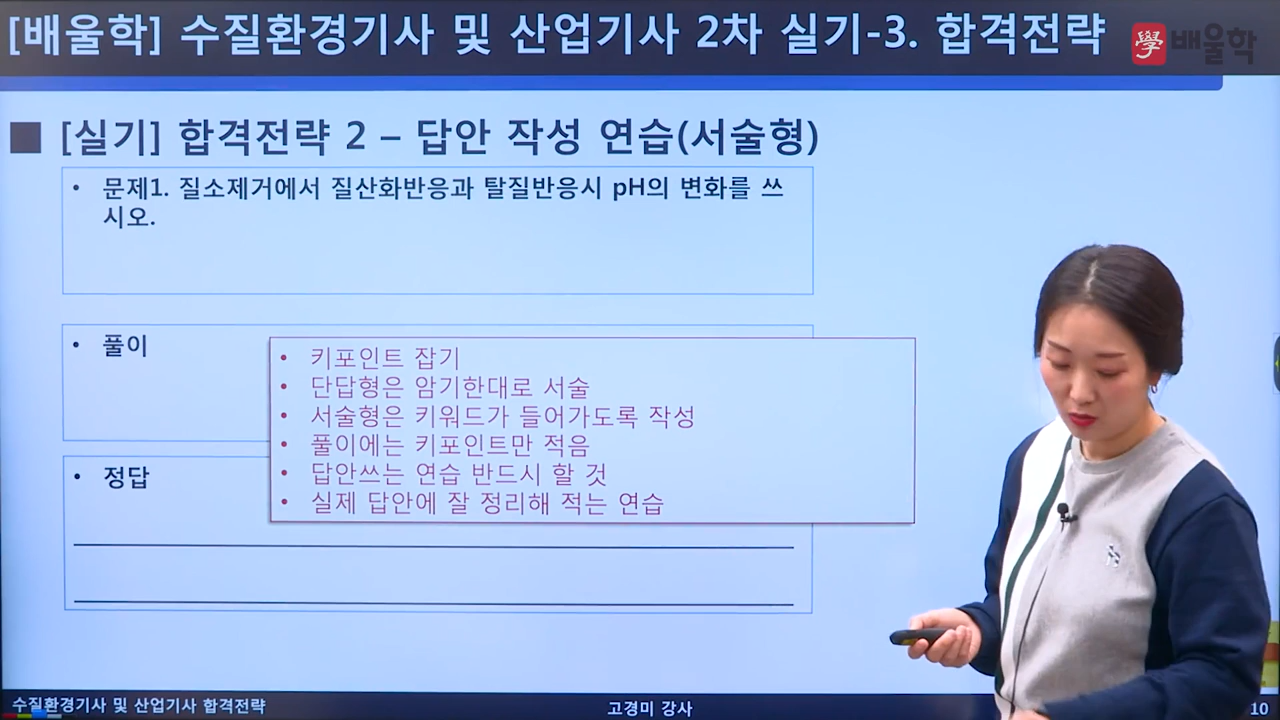 [배울학] 수질환경기사 및 산업기사 2차 실기-3. 합격전략
學 배울학
■ [실기] 합격전략 2 – 답안 작성 연습(서술형)
• 문제1. 질소제거에서 질산화반응과 탈질반응시 pH의 변화를 쓰
시오.
• 풀이
• 키포인트 잡기
• 단답형은 암기한대로 서술
• 서술형은 키워드가 들어가도록 작성
• 풀이에는 키포인트만 적음
• 답안쓰는 연습 반드시 할 것
• 실제 답안에 잘 정리해 적는 연습
• 정답
수질환경기사 및 산업기사 합격전략
고경미 강사
10